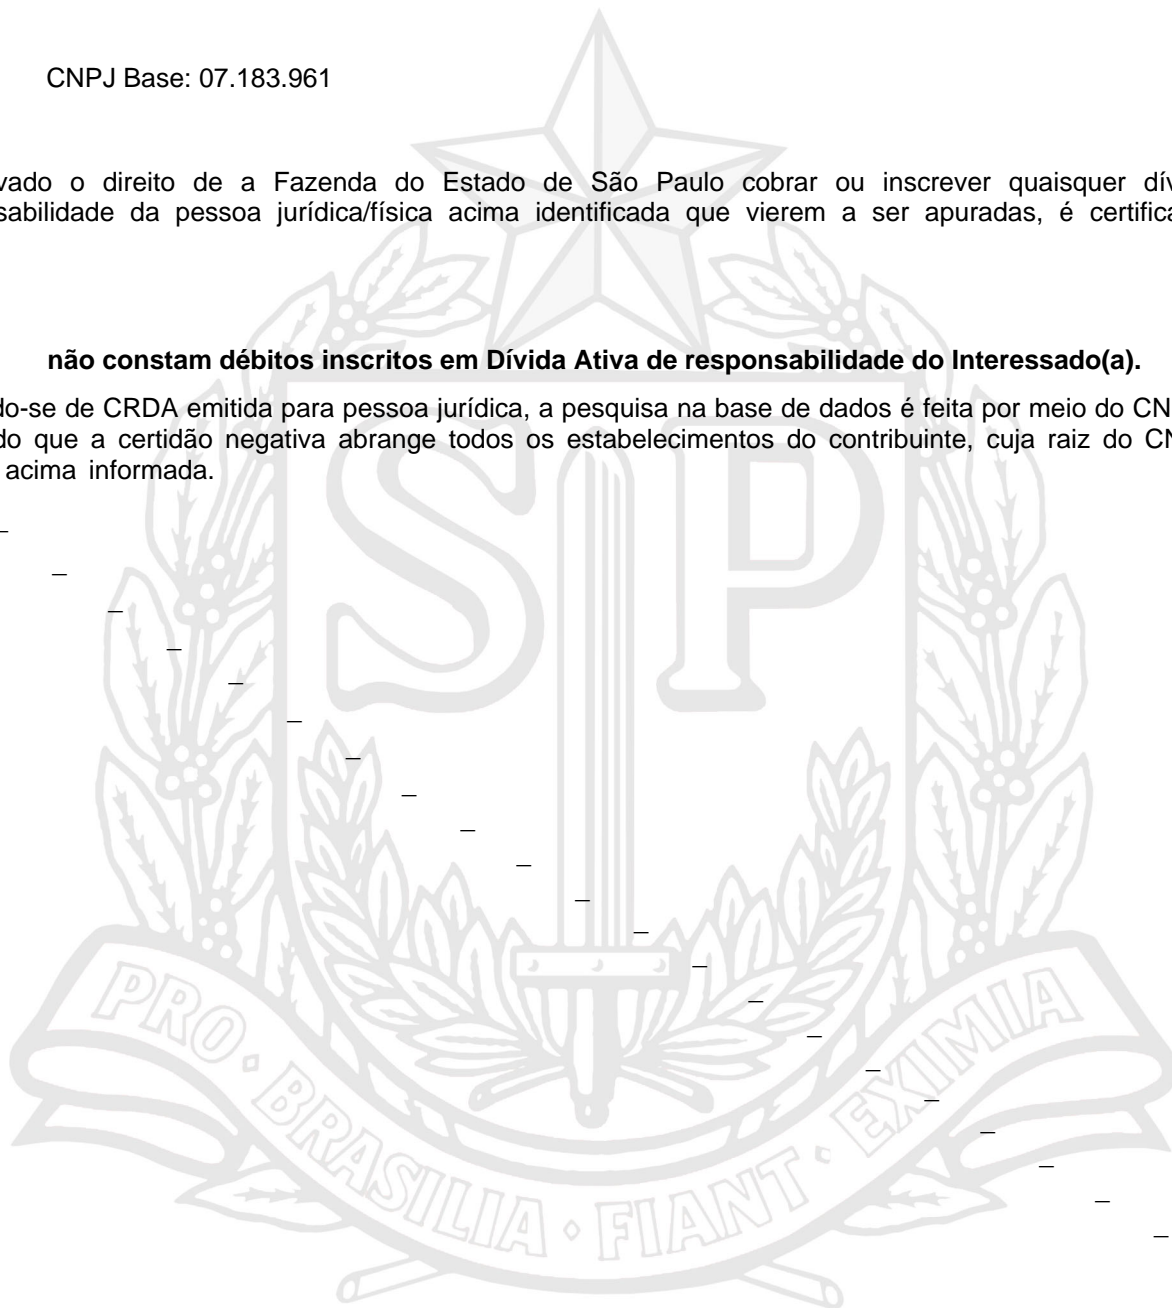 CNPJ Base: 07.183.961
vado o direito de a Fazenda do Estado de São Paulo cobrar ou inscrever quaisquer dív
sabilidade da pessoa jurídica/física acima identificada que vierem a ser apuradas, é certifica
não constam débitos inscritos em Dívida Ativa de responsabilidade do Interessado(a).
do-se de CRDA emitida para pessoa jurídica, a pesquisa na base de dados é feita por meio do CN
do que a certidão negativa abrange todos os estabelecimentos do contribuinte, cuja raiz do CN
acima informada.
SP
PRO · BRASILIA · FIANT · EXIMIA